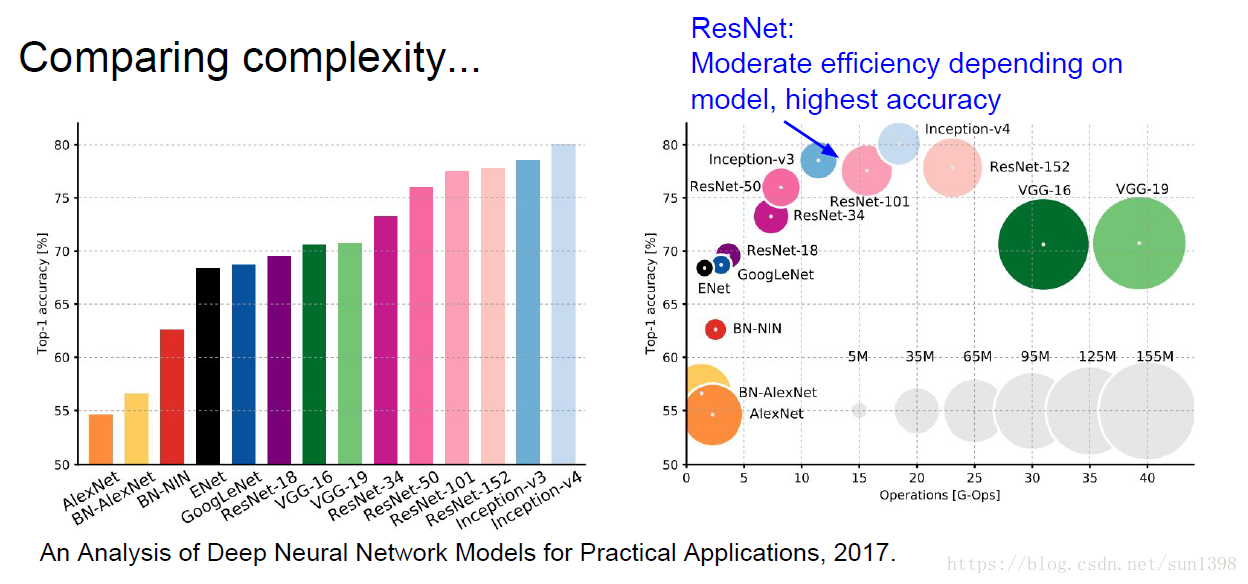 Comparing complexity...
ResNet:
Moderate efficiency depending on
model, highest accuracy
Top-1 accuracy [%]
80
75
70
65
60
55
50
AlexNet
BN-AlexNet
BN-NIN
ENet
GoogLeNet
ResNet-18
VGG-16
VGG-19
ResNet-34
ResNet-50
ResNet-101
ResNet-152
Inception-v3
Inception-v4
Top-1 accuracy [%]
80
75
70
65
60
55
50
Inception-v4
Inception-v3
ResNet-152
ResNet-50
VGG-16
VGG-19
ResNet-101
ResNet-34
ResNet-18
GoogLeNet
ENet
BN-NIN
5M
35M
65M
95M
125M
155M
BN-AlexNet
AlexNet
0
5
10
15
20
25
30
35
40
Operations [G-Ops]
An Analysis of Deep Neural Network Models for Practical Applications, 2017.
https://blog.csdn.net/sun1398